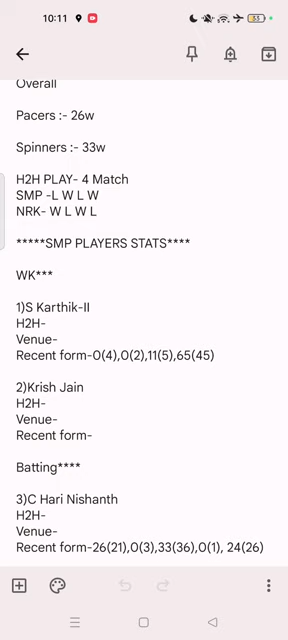 10:11
33
Overall
Pacers :- 26w
Spinners :- 33w
H2H PLAY- 4 Match
SMP -L W L W
NRK- W L W L
*****SMP PLAYERS STATS****
WK***
1)S Karthik-II
H2H-
Venue-
Recent form-0(4),0(2),11(5),65(45)
2)Krish Jain
H2H-
Venue-
Recent form-
Batting****
3)C Hari Nishanth
H2H-
Venue-
Recent form-26(21),0(3),33(36),0(1), 24(26)